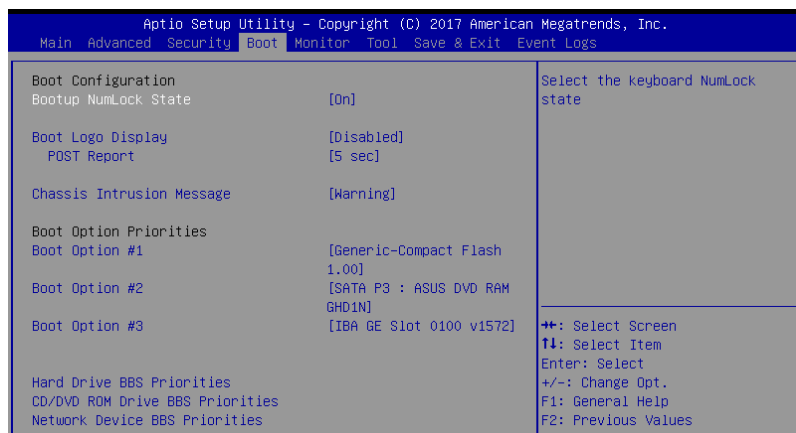 Aptio Setup Utility – Copyright (C) 2017 American Megatrends, Inc.
Main Advanced Security Boot Monitor Tool Save & Exit Event Logs
Boot Configuration
Bootup NumLock State [On]
Boot Logo Display [Disabled]
POST Report [5 sec]
Chassis Intrusion Message [Warning]
Boot Option Priorities
Boot Option #1 [Generic-Compact Flash
1.00]
Boot Option #2 [SATA P3 : ASUS DVD RAM
GHD1N]
Boot Option #3 [IBA GE Slot 0100 v1572]
Hard Drive BBS Priorities
CD/DVD ROM Drive BBS Priorities
Network Device BBS Priorities
Select the keyboard NumLock
state
→←: Select Screen
↑↓: Select Item
Enter: Select
+/-: Change Opt.
F1: General Help
F2: Previous Values